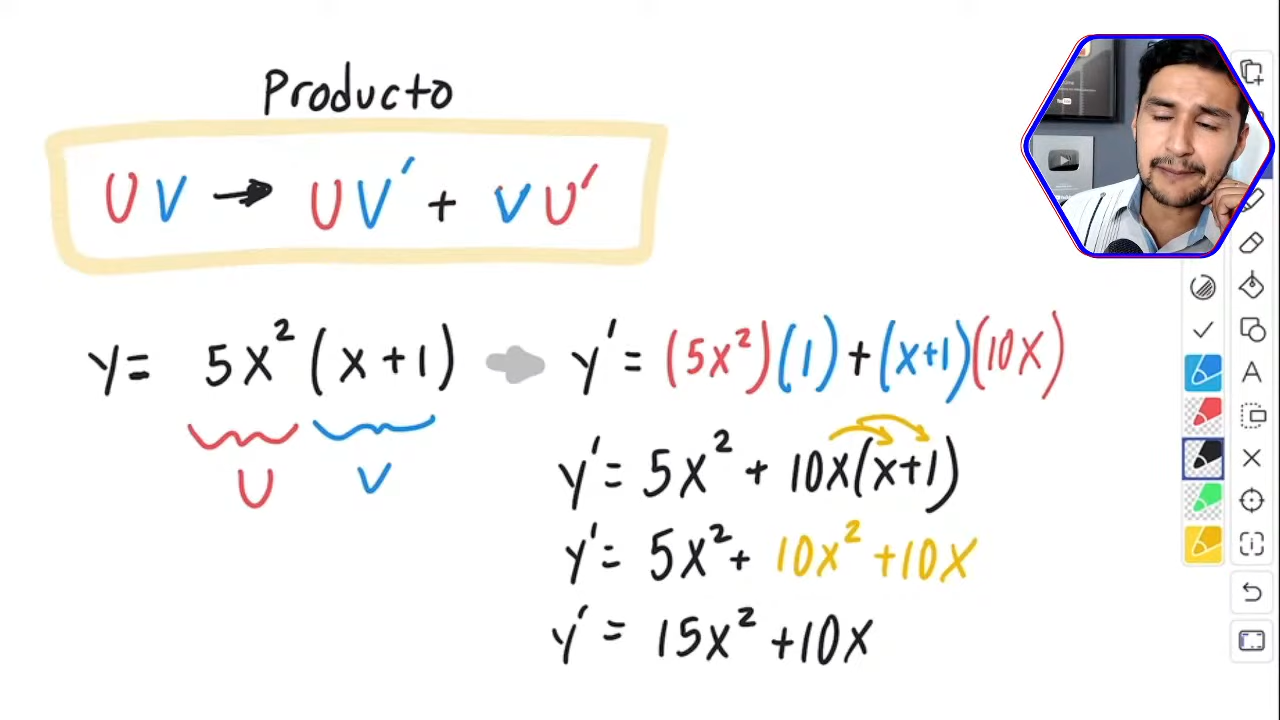 Producto
UV → UV' + VU'
y = 5x² (x+1) ⇒ y' = (5x²)(1) + (x+1)(10x)
U V
y' = 5x² + 10x(x+1)
y' = 5x² + 10x² + 10x
y' = 15x² + 10x